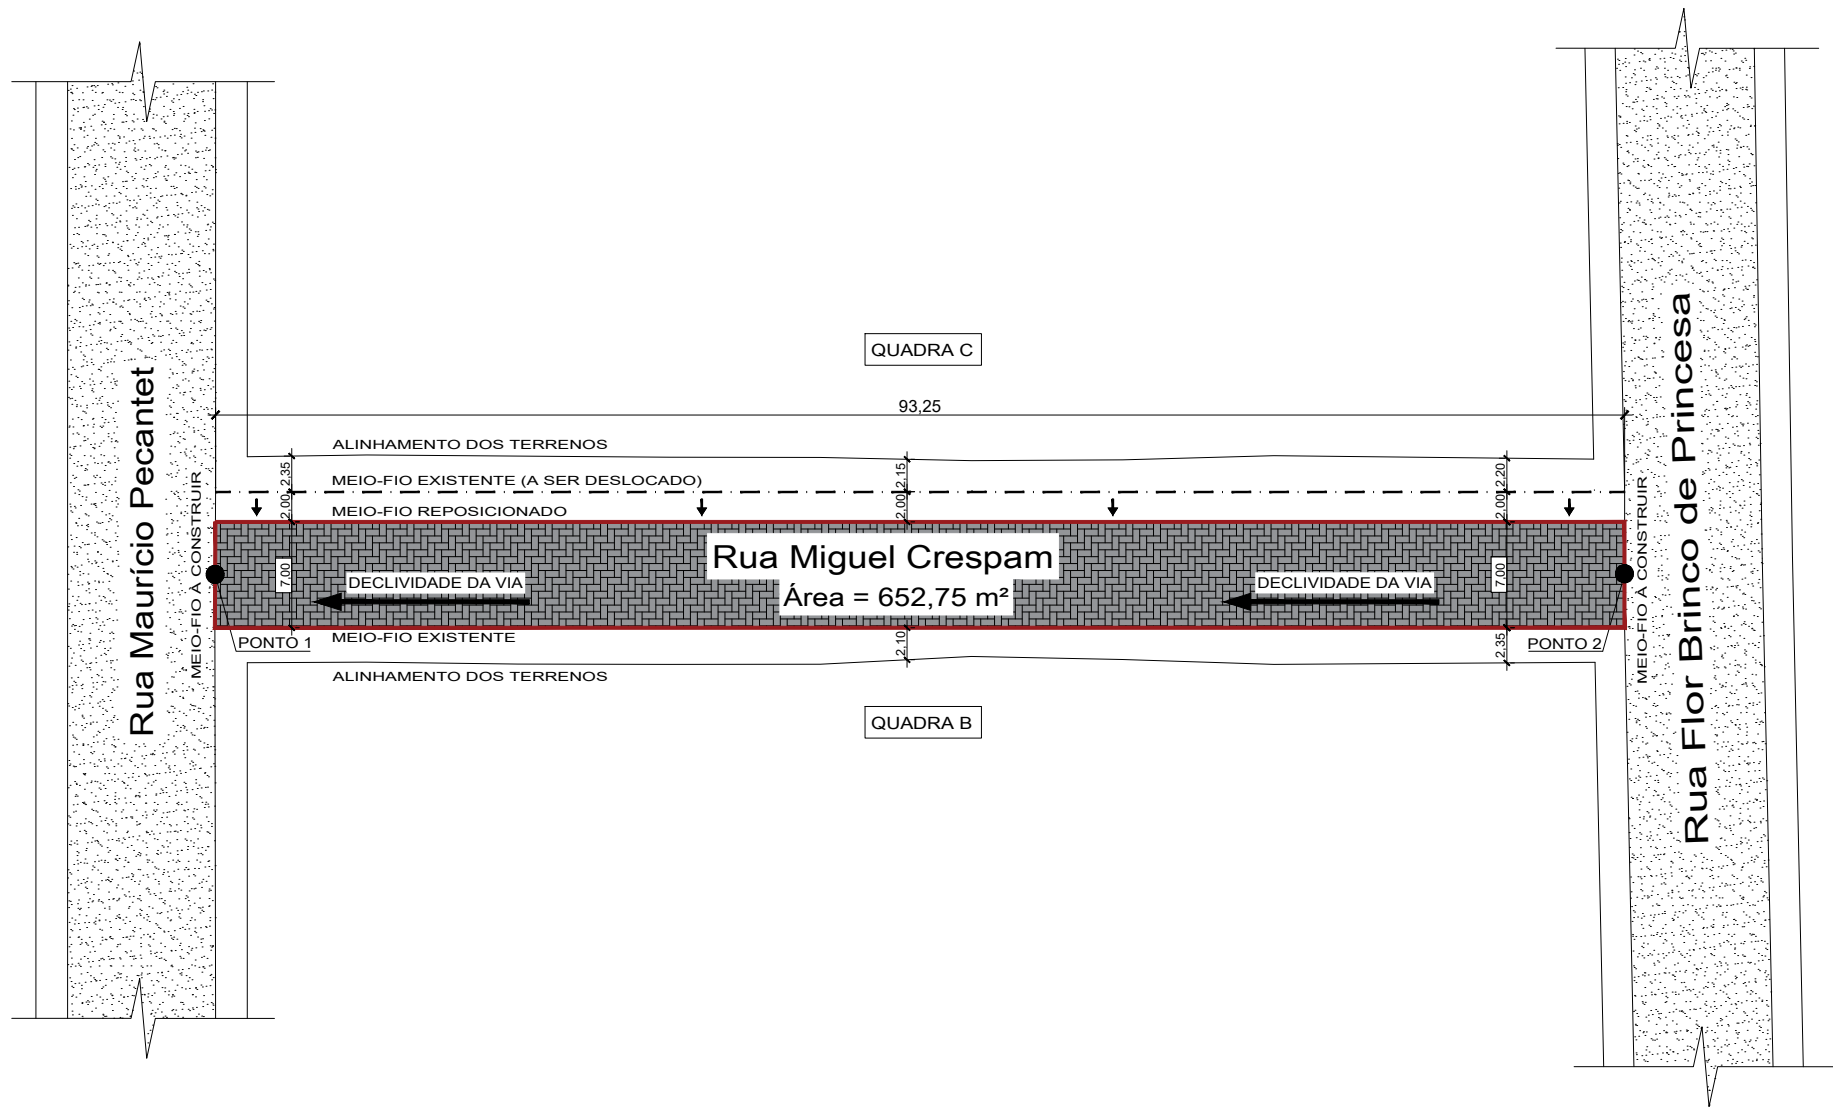 Rua Maurício Pecantet
MEIO-FIO À CONSTRUIR
QUADRA C
93,25
ALINHAMENTO DOS TERRENOS
2,35
2,15
2,20
MEIO-FIO EXISTENTE (A SER DESLOCADO)
2,00
2,00
2,00
MEIO-FIO REPOSICIONADO
Rua Miguel Crespam
Área = 652,75 m²
7,00
7,00
DECLIVIDADE DA VIA
DECLIVIDADE DA VIA
PONTO 1
MEIO-FIO EXISTENTE
2,10
2,35
PONTO 2
ALINHAMENTO DOS TERRENOS
QUADRA B
MEIO-FIO À CONSTRUIR
Rua Flor Brinco de Princesa